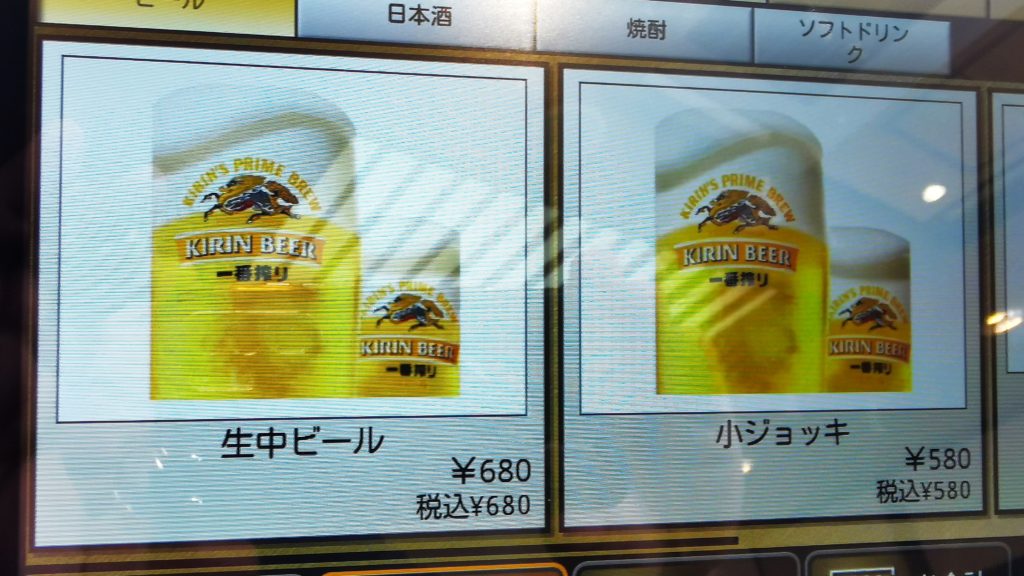 ビール
日本酒
焼酎
ソフトドリン
ク
KIRIN'S PRIME BREW
KIRIN BEER
一番搾り
KIRIN'S PRIME BREW
KIRIN BEER
一番搾り
生中ビール
¥680
税込¥680
KIRIN'S PRIME BREW
KIRIN BEER
一番搾り
KIRIN'S PRIME BREW
KIRIN BEER
一番搾り
小ジョッキ
¥580
税込¥580